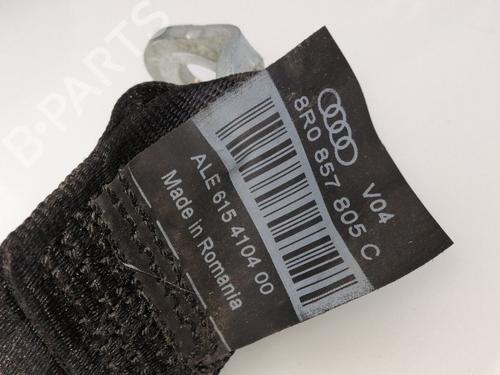 V04
8R0 857 805 C
ALE 615 4104 00
Made in Romania
B-PARTS